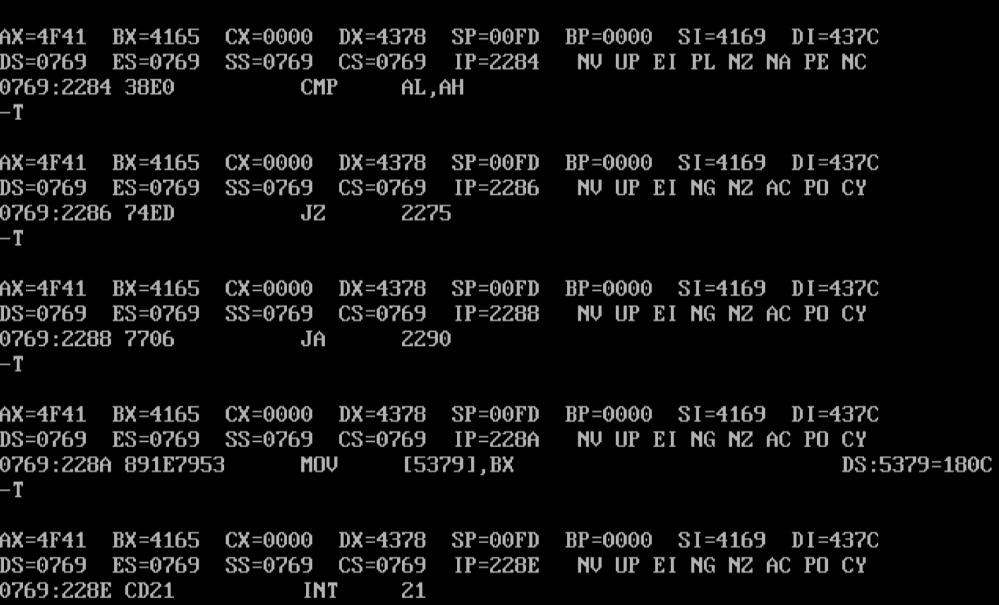 AX=4F41  BX=4165  CX=0000  DX=4378  SP=00FD  BP=0000  SI=4169  DI=437C
DS=0769  ES=0769  SS=0769  CS=0769  IP=2284   NV UP EI PL NZ NA PE NC
0769:2284 38E0          CMP     AL,AH
-T
AX=4F41  BX=4165  CX=0000  DX=4378  SP=00FD  BP=0000  SI=4169  DI=437C
DS=0769  ES=0769  SS=0769  CS=0769  IP=2286   NV UP EI NG NZ AC PO CY
0769:2286 74ED          JZ      2275
-T
AX=4F41  BX=4165  CX=0000  DX=4378  SP=00FD  BP=0000  SI=4169  DI=437C
DS=0769  ES=0769  SS=0769  CS=0769  IP=2288   NV UP EI NG NZ AC PO CY
0769:2288 7706          JA      2290
-T
AX=4F41  BX=4165  CX=0000  DX=4378  SP=00FD  BP=0000  SI=4169  DI=437C
DS=0769  ES=0769  SS=0769  CS=0769  IP=228A   NV UP EI NG NZ AC PO CY
0769:228A 891E7953      MOV     [5379],BX                          DS:5379=180C
-T
AX=4F41  BX=4165  CX=0000  DX=4378  SP=00FD  BP=0000  SI=4169  DI=437C
DS=0769  ES=0769  SS=0769  CS=0769  IP=228E   NV UP EI NG NZ AC PO CY
0769:228E CD21          INT     21